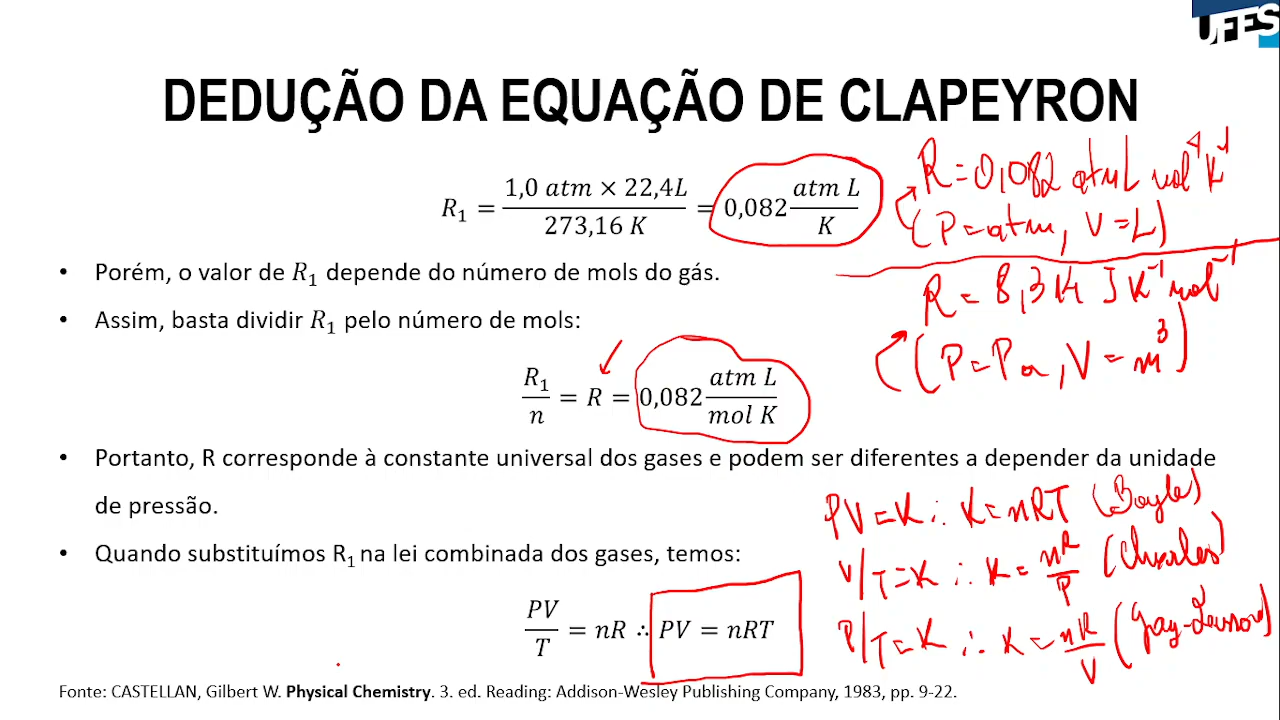 UFES
DEDUÇÃO DA EQUAÇÃO DE CLAPEYRON
R₁ = (1,0 atm × 22,4L)/(273,16 K) = 0,082 (atm L)/K
R = 0,082 atm L mol⁻¹ K⁻¹
(P = atm, V = L)
• Porém, o valor de R₁ depende do número de mols do gás.
R = 8,314 J K⁻¹ mol⁻¹
(P = Pa, V = m³)
• Assim, basta dividir R₁ pelo número de mols:
R₁/n = R = 0,082 (atm L)/(mol K)
• Portanto, R corresponde à constante universal dos gases e podem ser diferentes a depender da unidade
de pressão.
PV = K ∴ K = nRT (Boyle)
• Quando substituímos R₁ na lei combinada dos gases, temos:
V/T = K ∴ K = nR/P (Charles)
PV/T = nR ∴ PV = nRT
P/T = K ∴ K = nR/V (Gay-Lussac)
Fonte: CASTELLAN, Gilbert W. Physical Chemistry. 3. ed. Reading: Addison-Wesley Publishing Company, 1983, pp. 9-22.